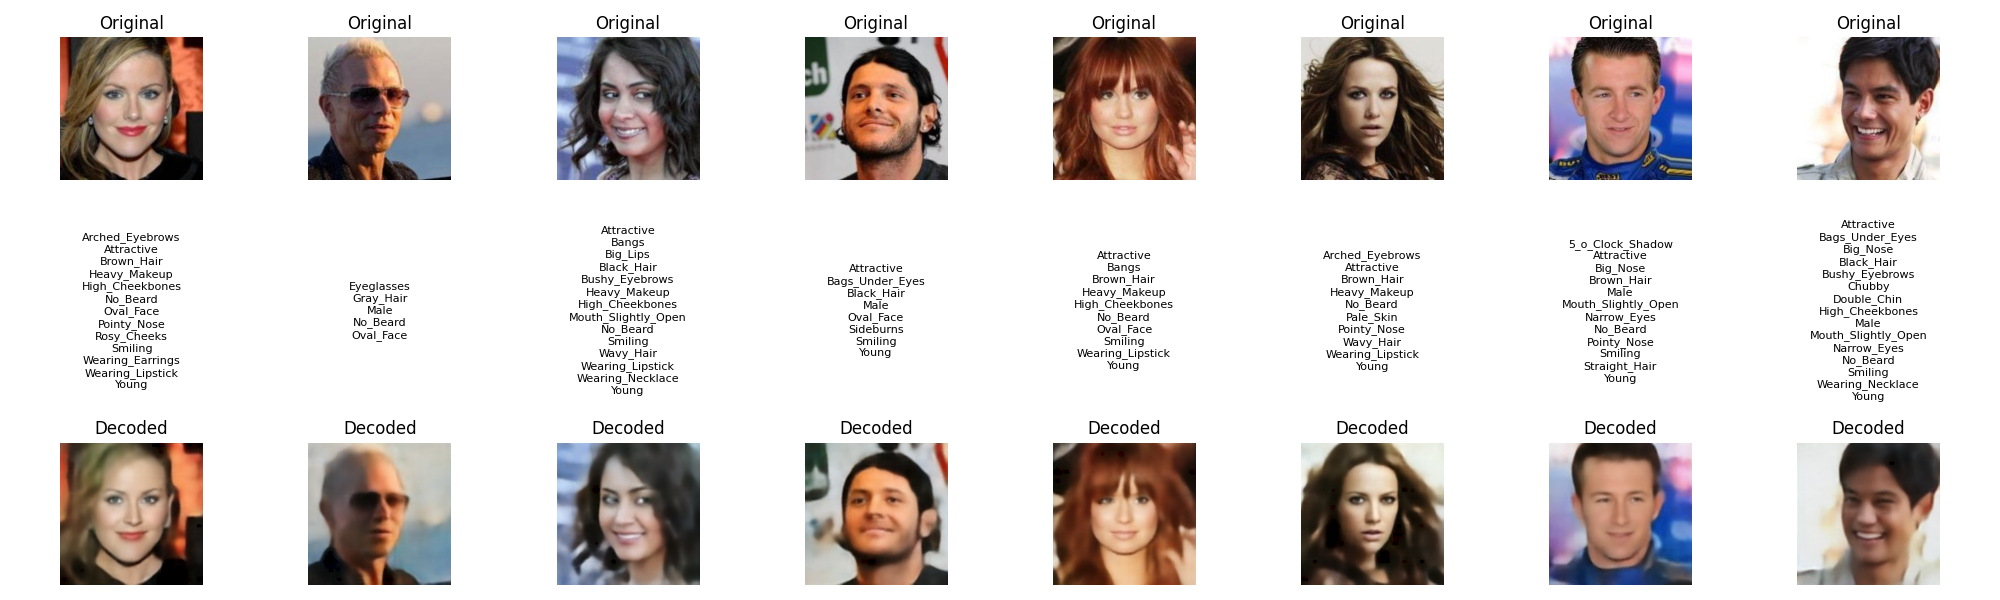 Original
Original
Original
Original
Original
Original
Original
Original
ch
Arched_Eyebrows
Attractive
Brown_Hair
Heavy_Makeup
High_Cheekbones
No_Beard
Oval_Face
Pointy_Nose
Rosy_Cheeks
Smiling
Wearing_Earrings
Wearing_Lipstick
Young
Eyeglasses
Gray_Hair
Male
No_Beard
Oval_Face
Attractive
Bangs
Big_Lips
Black_Hair
Bushy_Eyebrows
Heavy_Makeup
High_Cheekbones
Mouth_Slightly_Open
No_Beard
Smiling
Wavy_Hair
Wearing_Lipstick
Wearing_Necklace
Young
Attractive
Bags_Under_Eyes
Black_Hair
Male
Oval_Face
Sideburns
Smiling
Young
Attractive
Bangs
Brown_Hair
Heavy_Makeup
High_Cheekbones
No_Beard
Oval_Face
Smiling
Wearing_Lipstick
Young
Arched_Eyebrows
Attractive
Brown_Hair
Heavy_Makeup
No_Beard
Pale_Skin
Pointy_Nose
Wavy_Hair
Wearing_Lipstick
Young
5_o_Clock_Shadow
Attractive
Big_Nose
Brown_Hair
Male
Mouth_Slightly_Open
Narrow_Eyes
No_Beard
Pointy_Nose
Smiling
Straight_Hair
Young
Attractive
Bags_Under_Eyes
Big_Nose
Black_Hair
Bushy_Eyebrows
Chubby
Double_Chin
High_Cheekbones
Male
Mouth_Slightly_Open
Narrow_Eyes
No_Beard
Smiling
Wearing_Necklace
Young
Decoded
Decoded
Decoded
Decoded
Decoded
Decoded
Decoded
Decoded